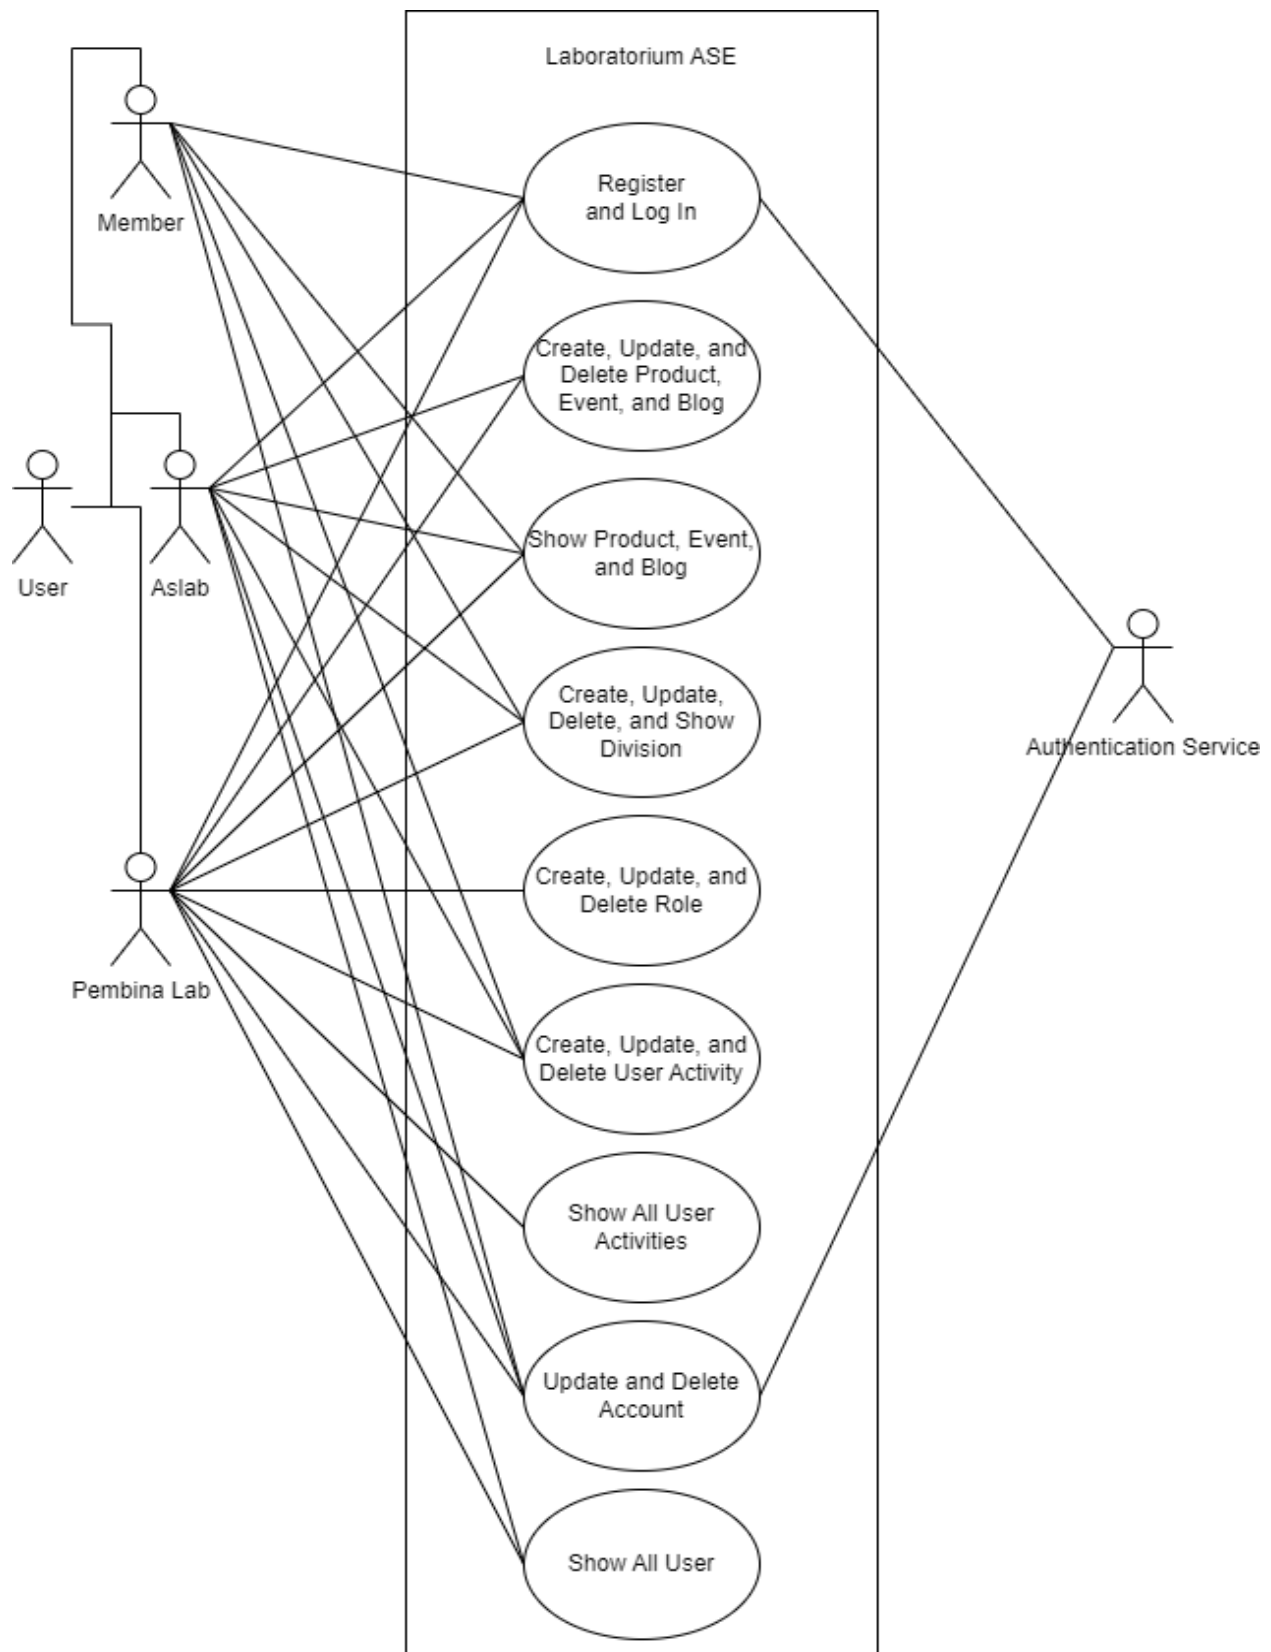 Laboratorium ASE
Member
Register
and Log In
Create, Update, and
Delete Product,
Event, and Blog
User
Aslab
Show Product, Event,
and Blog
Create, Update,
Delete, and Show
Division
Authentication Service
Create, Update, and
Delete Role
Pembina Lab
Create, Update, and
Delete User Activity
Show All User
Activities
Update and Delete
Account
Show All User